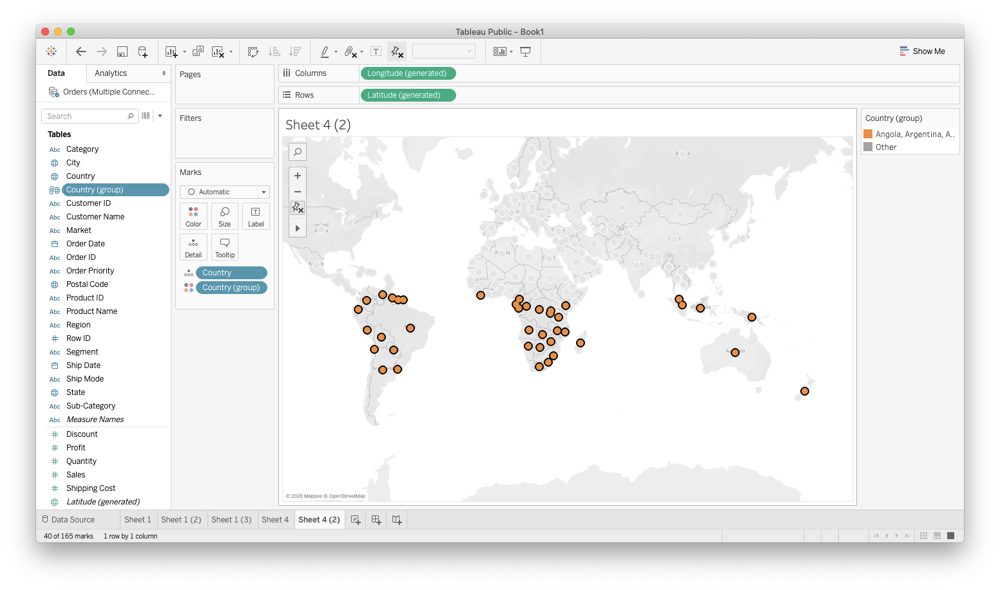 Tableau Public - Book1
Show Me
Data
Analytics
Orders (Multiple Connec...
Search
Tables
Abc Category
City
Country
Country (group)
Abc Customer ID
Abc Customer Name
Abc Market
Order Date
Abc Order ID
Abc Order Priority
Postal Code
Abc Product ID
Abc Product Name
Abc Region
# Row ID
Abc Segment
Ship Date
Abc Ship Mode
State
Abc Sub-Category
Abc Measure Names
# Discount
# Profit
# Quantity
# Sales
# Shipping Cost
Latitude (generated)
Pages
Filters
Marks
Automatic
Color
Size
Label
Detail
Tooltip
Country
Country (group)
Columns
Longitude (generated)
Rows
Latitude (generated)
Sheet 4 (2)
© 2020 Mapbox © OpenStreetMap
Country (group)
Angola, Argentina, A..
Other
Data Source
Sheet 1
Sheet 1 (2)
Sheet 1 (3)
Sheet 4
Sheet 4 (2)
40 of 165 marks
1 row by 1 column